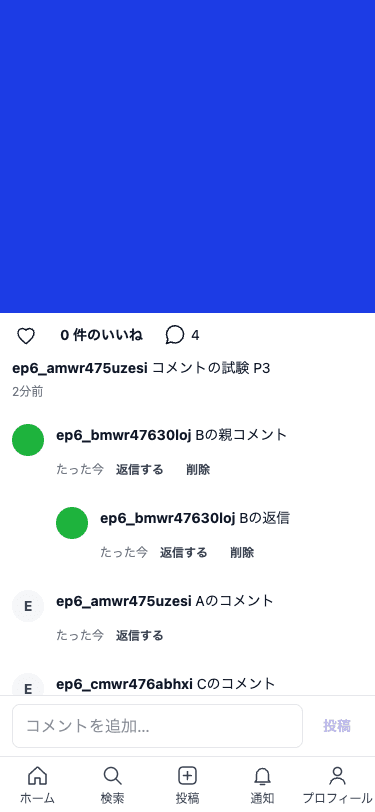 0 件のいいね 4
ep6_amwr475uzesi コメントの試験 P3
2分前
ep6_bmwr47630loj Bの親コメント
たった今 返信する 削除
ep6_bmwr47630loj Bの返信
たった今 返信する 削除
E
ep6_amwr475uzesi Aのコメント
たった今 返信する
E
ep6_cmwr476abhxi Cのコメント
コメントを追加... 投稿
ホーム 検索 投稿 通知 プロフィール